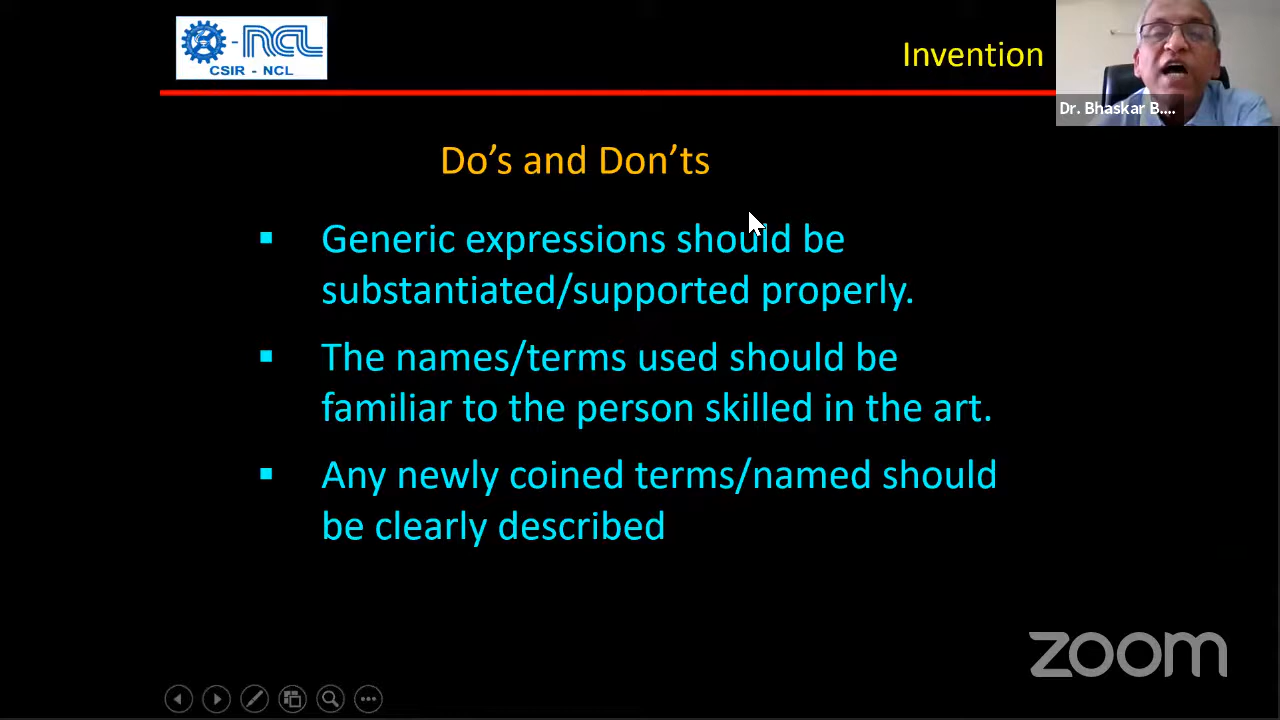 NCL
CSIR - NCL
Invention
Dr. Bhaskar B....
Do’s and Don’ts
▪ Generic expressions should be
substantiated/supported properly.
▪ The names/terms used should be
familiar to the person skilled in the art.
▪ Any newly coined terms/named should
be clearly described
zoom